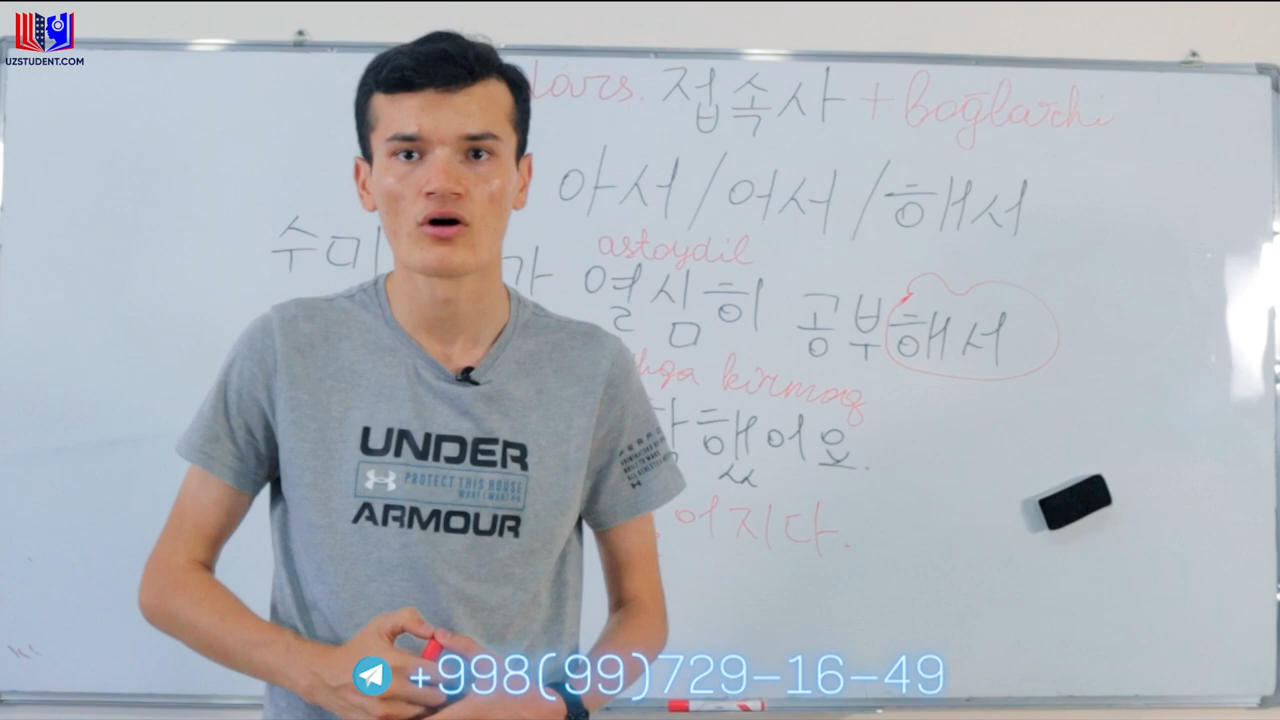 UZSTUDENT.COM
dars. 접속사 + bog'lovchi
아서/어서/해서
astoydil
수미 가 열심히 공부해서
kirmoq
했어요.
어지다.
UNDER
PROTECT THIS HOUSE
ARMOUR
+998(99)729-16-49